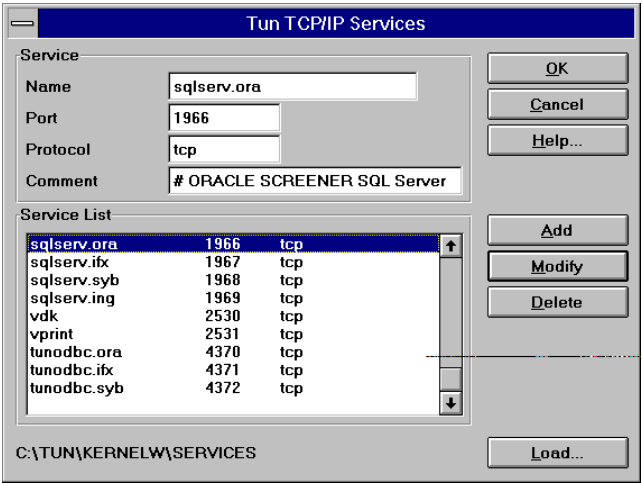 Tun TCP/IP Services
Service
Name sqlserv.ora
Port 1966
Protocol tcp
Comment # ORACLE SCREENER SQL Server
OK
Cancel
Help...
Service List
sqlserv.ora 1966 tcp
sqlserv.ifx 1967 tcp
sqlserv.syb 1968 tcp
sqlserv.ing 1969 tcp
vdk 2530 tcp
vprint 2531 tcp
tunodbc.ora 4370 tcp
tunodbc.ifx 4371 tcp
tunodbc.syb 4372 tcp
Add
Modify
Delete
C:\TUN\KERNELW\SERVICES
Load...